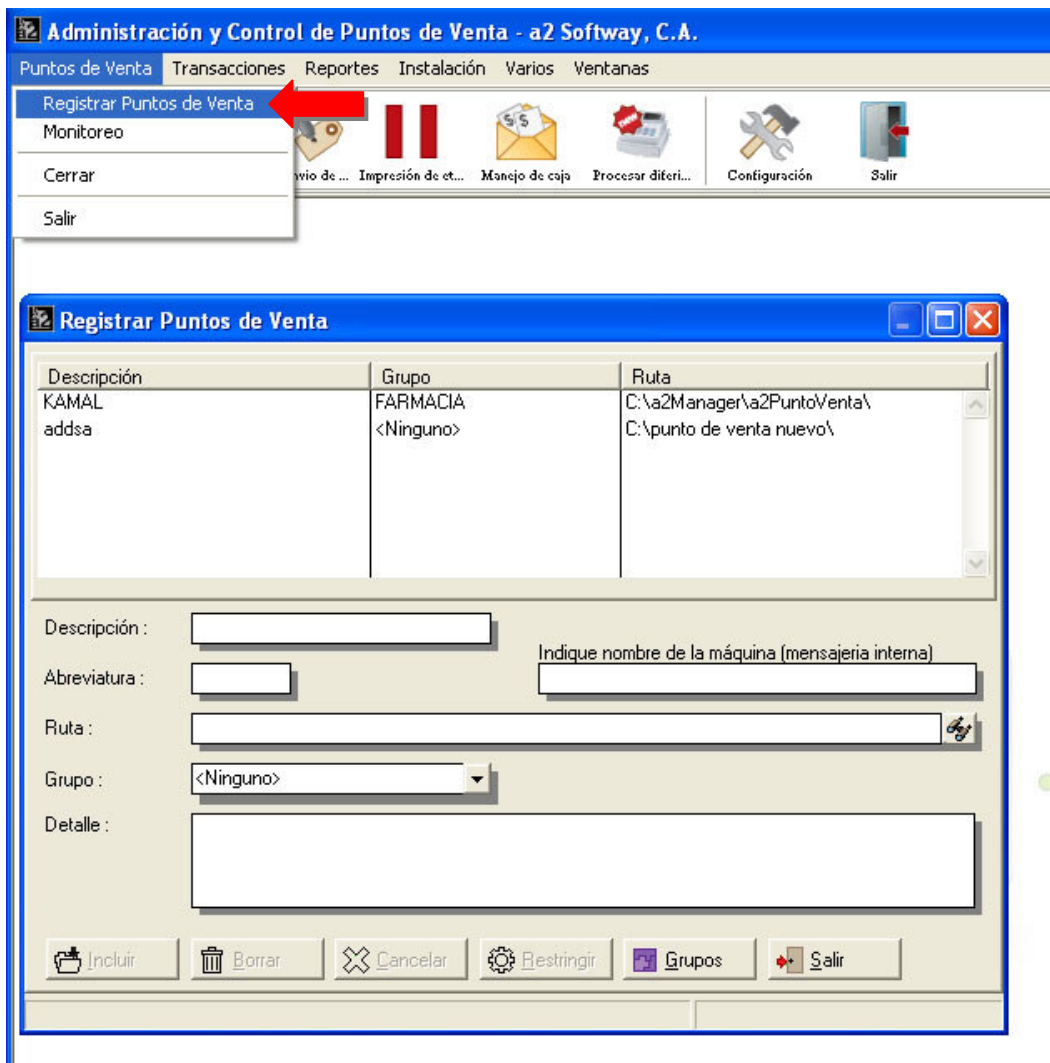 Administración y Control de Puntos de Venta - a2 Softway, C.A.
Puntos de Venta Transacciones Reportes Instalación Varios Ventanas
Registrar Puntos de Venta
Monitoreo
Cerrar
Salir
nvio de ... Impresión de et... Manejo de caja Procesar diferi... Configuración Salir
Registrar Puntos de Venta
Descripción Grupo Ruta
KAMAL FARMACIA C:\a2Manager\a2PuntoVenta\
addsa <Ninguno> C:\punto de venta nuevo\
Descripción :
Indique nombre de la máquina (mensajeria interna)
Abreviatura :
Ruta :
Grupo : <Ninguno>
Detalle :
Incluir Borrar Cancelar Restringir Grupos Salir